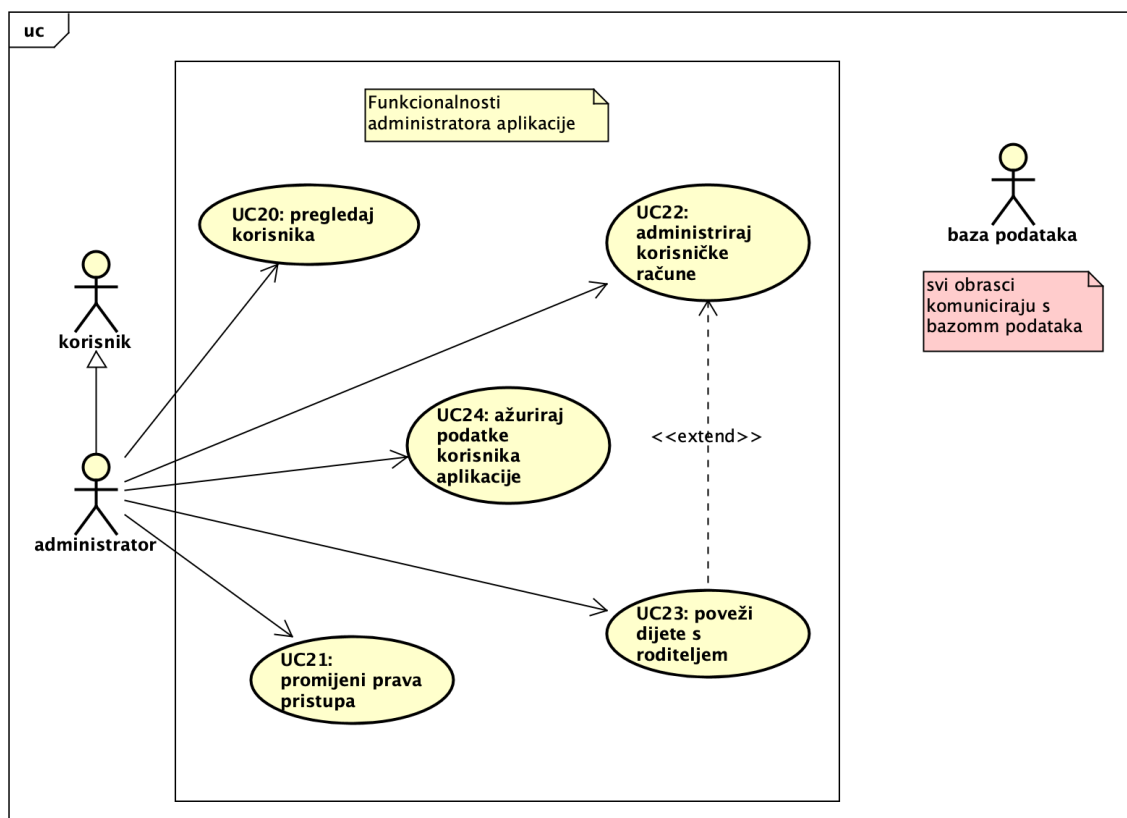 uc
Funkcionalnosti
administratora aplikacije
UC20: pregledaj
korisnika
UC22:
administriraj
korisničke
račune
baza podataka
svi obrasci
komuniciraju s
bazomm podataka
korisnik
UC24: ažuriraj
podatke
korisnika
aplikacije
<<extend>>
administrator
UC23: poveži
dijete s
roditeljem
UC21:
promijeni prava
pristupa